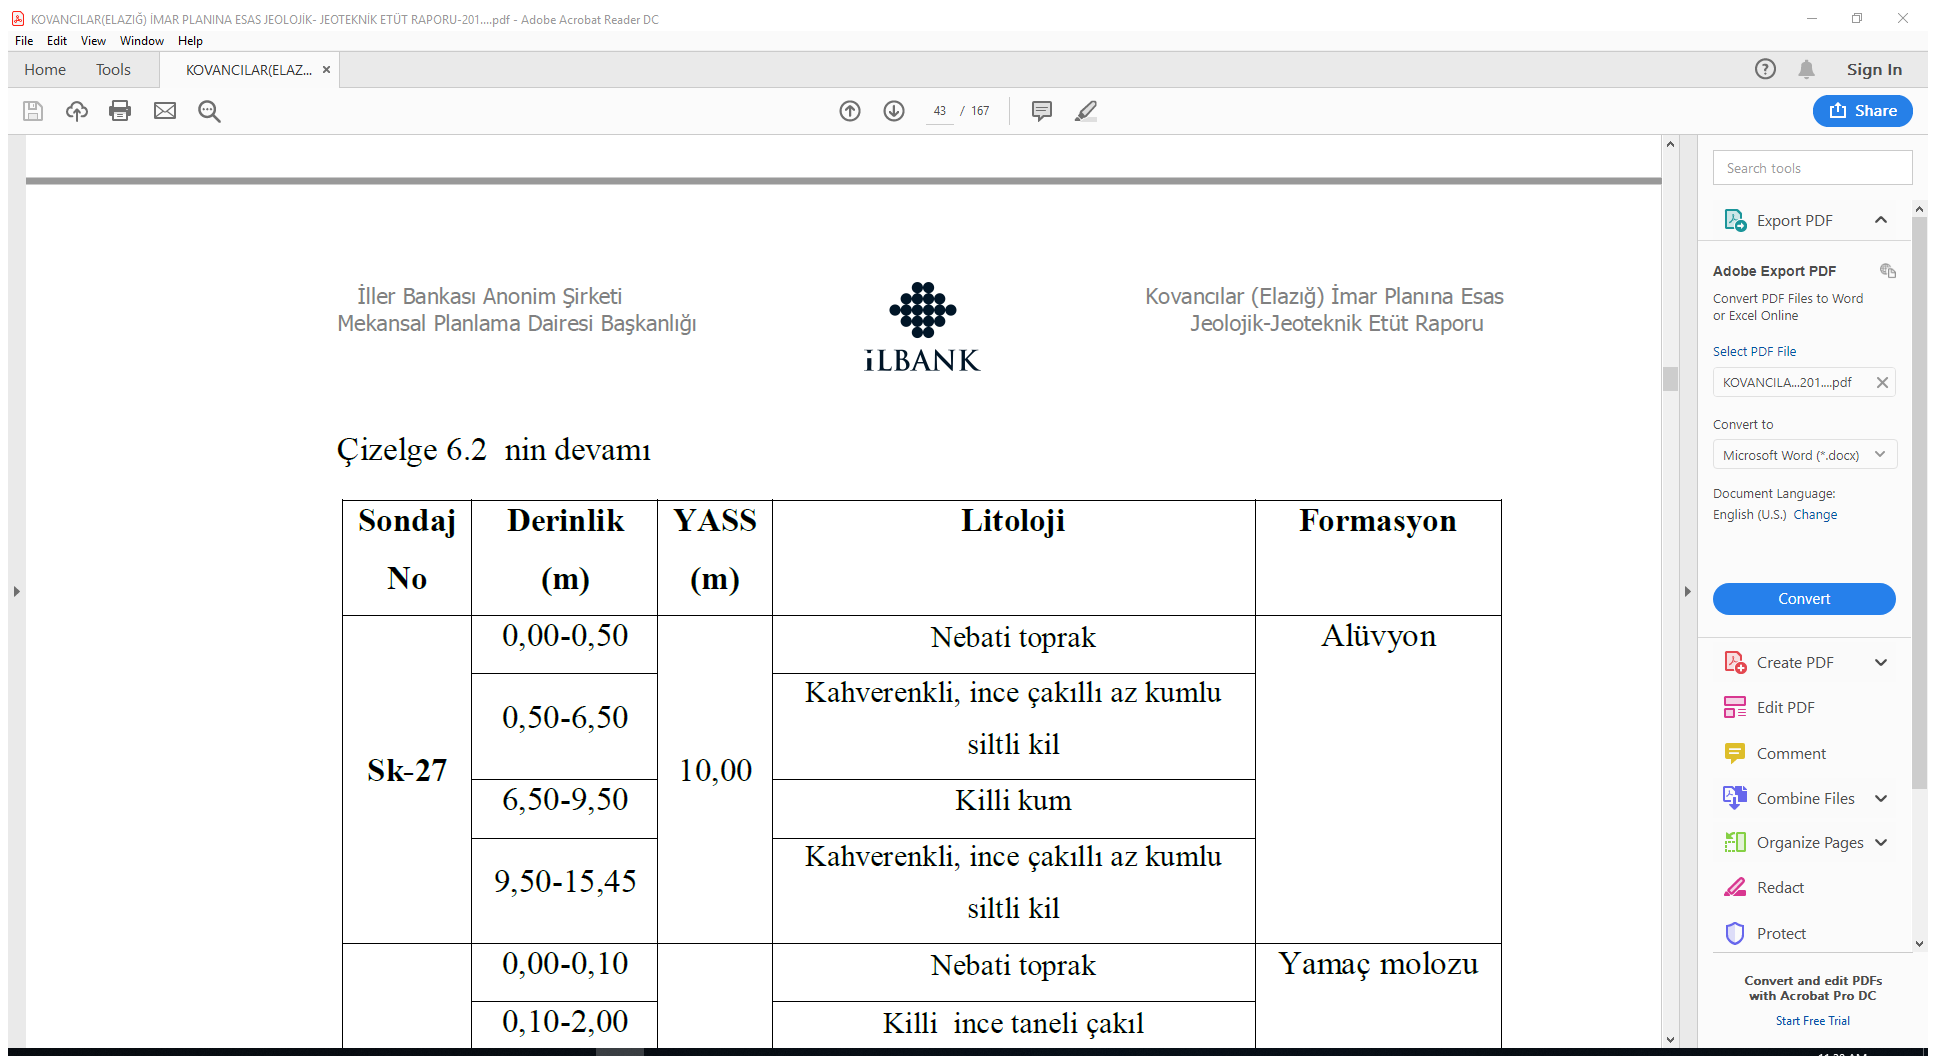 KOVANCILAR(ELAZIĞ) İMAR PLANINA ESAS JEOLOJİK- JEOTEKNİK ETÜT RAPORU-201....pdf - Adobe Acrobat Reader DC
File Edit View Window Help
Home Tools KOVANCILAR(ELAZ... × Sign In
43 / 167 Share
İller Bankası Anonim Şirketi
Mekansal Planlama Dairesi Başkanlığı
iLBANK
Kovancılar (Elazığ) İmar Planına Esas
Jeolojik-Jeoteknik Etüt Raporu
Çizelge 6.2 nin devamı
Sondaj No Derinlik (m) YASS (m) Litoloji Formasyon
Sk-27 10,00 Alüvyon
0,00-0,50 Nebati toprak
0,50-6,50 Kahverenkli, ince çakıllı az kumlu
siltli kil
6,50-9,50 Killi kum
9,50-15,45 Kahverenkli, ince çakıllı az kumlu
siltli kil
0,00-0,10 Nebati toprak Yamaç molozu
0,10-2,00 Killi ince taneli çakıl
Search tools
Export PDF
Adobe Export PDF
Convert PDF Files to Word
or Excel Online
Select PDF File
KOVANCILA...201....pdf
Convert to
Microsoft Word (*.docx)
Document Language:
English (U.S.) Change
Convert
Create PDF
Edit PDF
Comment
Combine Files
Organize Pages
Redact
Protect
Convert and edit PDFs
with Acrobat Pro DC
Start Free Trial